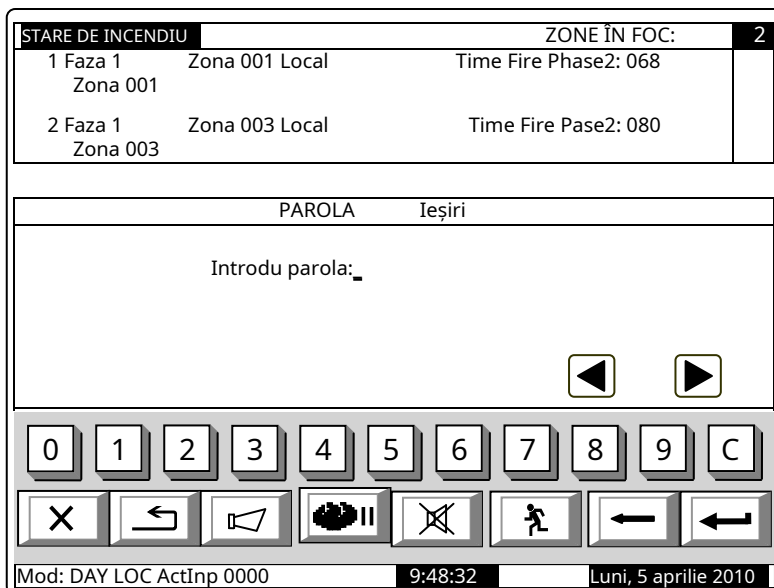 STARE DE INCENDIU ZONE ÎN FOC: 2
1 Faza 1 Zona 001 Local Time Fire Phase2: 068
Zona 001
2 Faza 1 Zona 003 Local Time Fire Pase2: 080
Zona 003
PAROLA Ieșiri
Introdu parola:_
0 1 2 3 4 5 6 7 8 9 C
Mod: DAY LOC ActInp 0000 9:48:32 Luni, 5 aprilie 2010